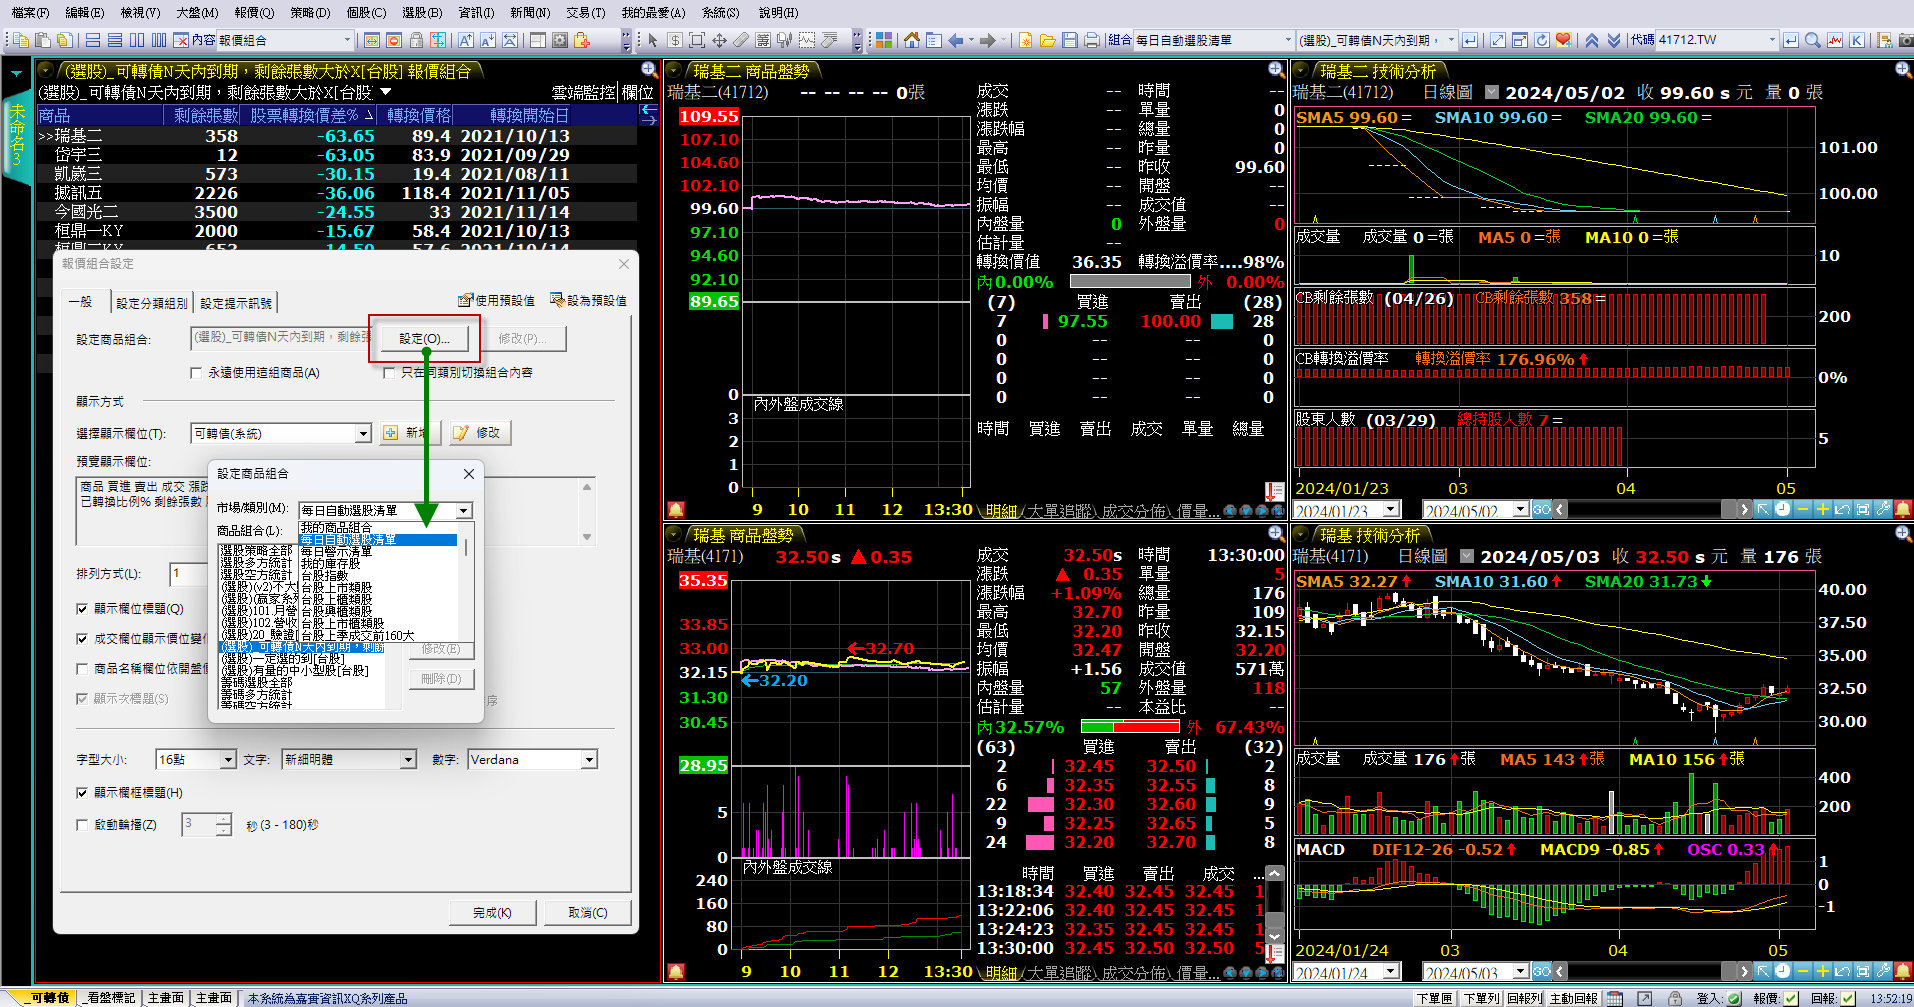 檔案(F) 編輯(E) 檢視(V) 大盤(M) 報價(Q) 策略(D) 個股(C) 選股(B) 資訊(I) 新聞(N) 交易(T) 我的最愛(A) 系統(S) 說明(H)
內容 報價組合 組合 每日自動選股清單 (選股)_可轉債N天內到期, 代碼 41712.TW
未命名3
(選股)_可轉債N天內到期，剩餘張數大於X[台股] 報價組合
(選股)_可轉債N天內到期，剩餘張數大於X[台股 ▼ 雲端監控 欄位
商品 剩餘張數 股票轉換價差% △ 轉換價格 轉換開始日
>>瑞基二 358 -63.65 89.4 2021/10/13
岱宇三 12 -63.05 83.9 2021/09/29
凱崴三 573 -30.15 19.4 2021/08/11
摵訊五 2226 -36.06 118.4 2021/11/05
今國光二 3500 -24.55 33 2021/11/14
桓鼎一KY 2000 -15.67 58.4 2021/10/13
報價組合設定
一般 設定分類組別 設定提示訊號 使用預設值 設為預設值
設定商品組合: (選股)_可轉債N天內到期，剩餘張 設定(O)... 修改(P)...
永遠使用這組商品(A) 只在同類別切換組合內容
顯示方式
選擇顯示欄位(T): 可轉債(系統) 新增 修改
預覽顯示欄位:
商品 買進 賣出 成交 漲跌
已轉換比例% 剩餘張數
排列方式(L): 1
顯示欄位標題(Q)
成交欄位顯示價位變化
商品名稱欄位依開盤價
顯示次標題(S) 序
字型大小: 16點 文字: 新細明體 數字: Verdana
顯示欄框標題(H)
啟動輪播(Z) 3 秒 (3 - 180)秒
完成(K) 取消(C)
設定商品組合
市場/類別(M): 每日自動選股清單
商品組合(L):
我的商品組合
每日自動選股清單
每日警示清單
我的庫存股
台股指數
台股上市類股
台股上櫃類股
台股興櫃類股
台股上市櫃類股
台股上季成交前160大
選股策略全部
選股多方統計
選股空方統計
(選股)(v2)不大
(選股)(贏家系列
(選股)101.月營
(選股)102.營收
(選股)20_驗證[
(選股)_可轉債N天內到期，剩餘
(選股)一定選的到[台股]
(選股)有量的中小型股[台股]
籌碼選股全部
籌碼多方統計
籌碼空方統計
修改(E)
刪除(D)
瑞基二 商品盤勢
瑞基二(41712) -- -- -- -- 0張
109.55
107.10
104.60
102.10
99.60
97.10
94.60
92.10
89.65
0
內外盤成交線
3
2
1
0
9 10 11 12 13:30
成交 -- 時間 --
漲跌 -- 單量 0
漲跌幅 -- 總量 0
最高 -- 昨量 0
最低 -- 昨收 99.60
均價 -- 開盤 --
振幅 -- 成交值 --
內盤量 0 外盤量 0
估計量 --
轉換價值 36.35 轉換溢價率....98%
內 0.00% 外 0.00%
(7) 買進 賣出 (28)
7 97.55 100.00 28
0 -- -- 0
0 -- -- 0
0 -- -- 0
0 -- -- 0
時間 買進 賣出 成交 單量 總量
明細 大單追蹤 成交分佈 價量...
瑞基二 技術分析
瑞基二(41712) 日線圖 2024/05/02 收 99.60 s 元 量 0 張
SMA5 99.60 = SMA10 99.60 = SMA20 99.60 =
101.00
100.00
成交量 成交量 0 =張 MA5 0 =張 MA10 0 =張
10
CB剩餘張數 (04/26) CB剩餘張數 358 =
200
CB轉換溢價率 轉換溢價率 176.96%
0%
股東人數 (03/29) 總持股人數 7 =
5
2024/01/23 03 04 05
2024/01/23 2024/05/02 GO
瑞基 商品盤勢
瑞基(4171) 32.50 s ▲ 0.35
35.35
33.85
33.00
32.15
31.30
30.45
28.95
32.70
32.20
5
0
內外盤成交線
240
160
80
0
9 10 11 12 13:30
成交 32.50s 時間 13:30:00
漲跌 ▲ 0.35 單量 5
漲跌幅 +1.09% 總量 176
最高 32.70 昨量 109
最低 32.20 昨收 32.15
均價 32.47 開盤 32.20
振幅 +1.56 成交值 571萬
內盤量 57 外盤量 118
估計量 -- 本益比 --
內 32.57% 外 67.43%
(63) 買進 賣出 (32)
2 32.45 32.50 2
6 32.35 32.55 8
22 32.30 32.60 9
9 32.25 32.65 5
24 32.20 32.70 8
時間 買進 賣出 成交 ...
13:18:34 32.40 32.45 32.45 1
13:22:06 32.40 32.45 32.45 1
13:24:23 32.35 32.45 32.45 1
13:30:00 32.45 32.50 32.50 5
明細 大單追蹤 成交分佈 價量...
瑞基 技術分析
瑞基(4171) 日線圖 2024/05/03 收 32.50 s 元 量 176 張
SMA5 32.27 SMA10 31.60 SMA20 31.73
40.00
37.50
35.00
32.50
30.00
成交量 成交量 176 張 MA5 143 張 MA10 156 張
400
200
MACD DIF12-26 -0.52 MACD9 -0.85 OSC 0.33
1
0
-1
2024/01/24 03 04 05
2024/01/24 2024/05/03 GO
_可轉債 _看盤標記 主畫面 主畫面 本系統為嘉實資訊XQ系列產品 下單匣 下單列 回報列 主動回報 登入: 報價: 回報: 13:52:19